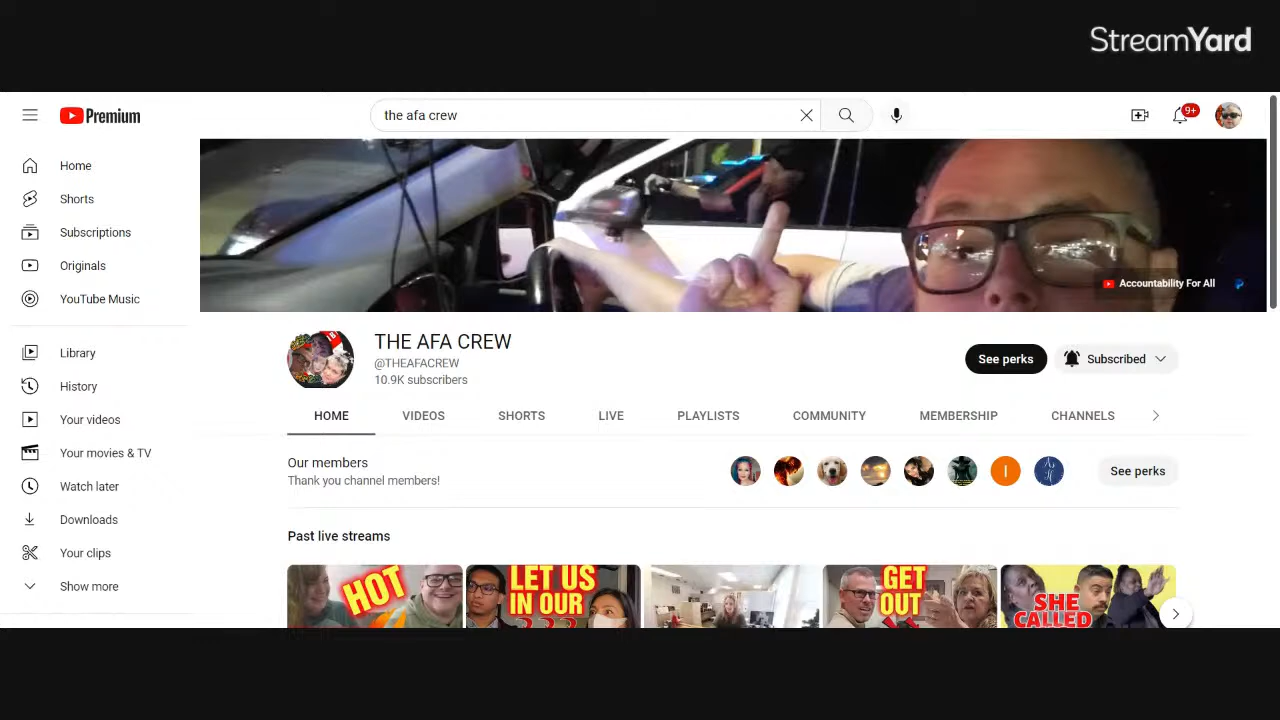 StreamYard
Premium
the afa crew
9+
Home
Shorts
Subscriptions
Originals
YouTube Music
Library
History
Your videos
Your movies & TV
Watch later
Downloads
Your clips
Show more
Accountability For All
THE AFA CREW
@THEAFACREW
10.9K subscribers
See perks
Subscribed
HOME VIDEOS SHORTS LIVE PLAYLISTS COMMUNITY MEMBERSHIP CHANNELS
Our members
Thank you channel members!
I
See perks
Past live streams
HOT
LET US
IN OUR
???
GET
OUT
SHE
CALLED